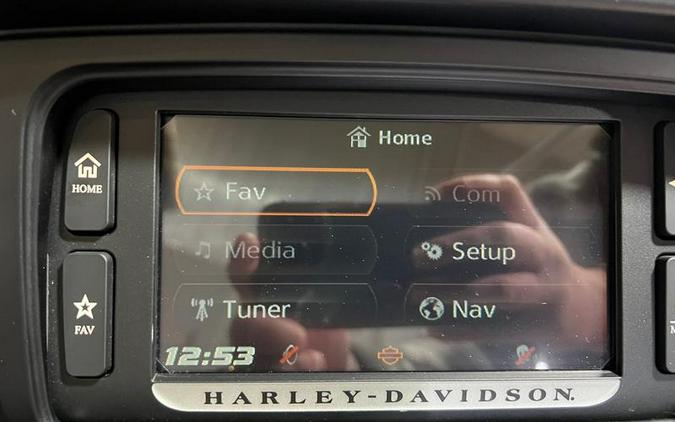 Home
HOME
Fav
Com
Media
Setup
FAV
Tuner
Nav
12:53
HARLEY-DAVIDSON